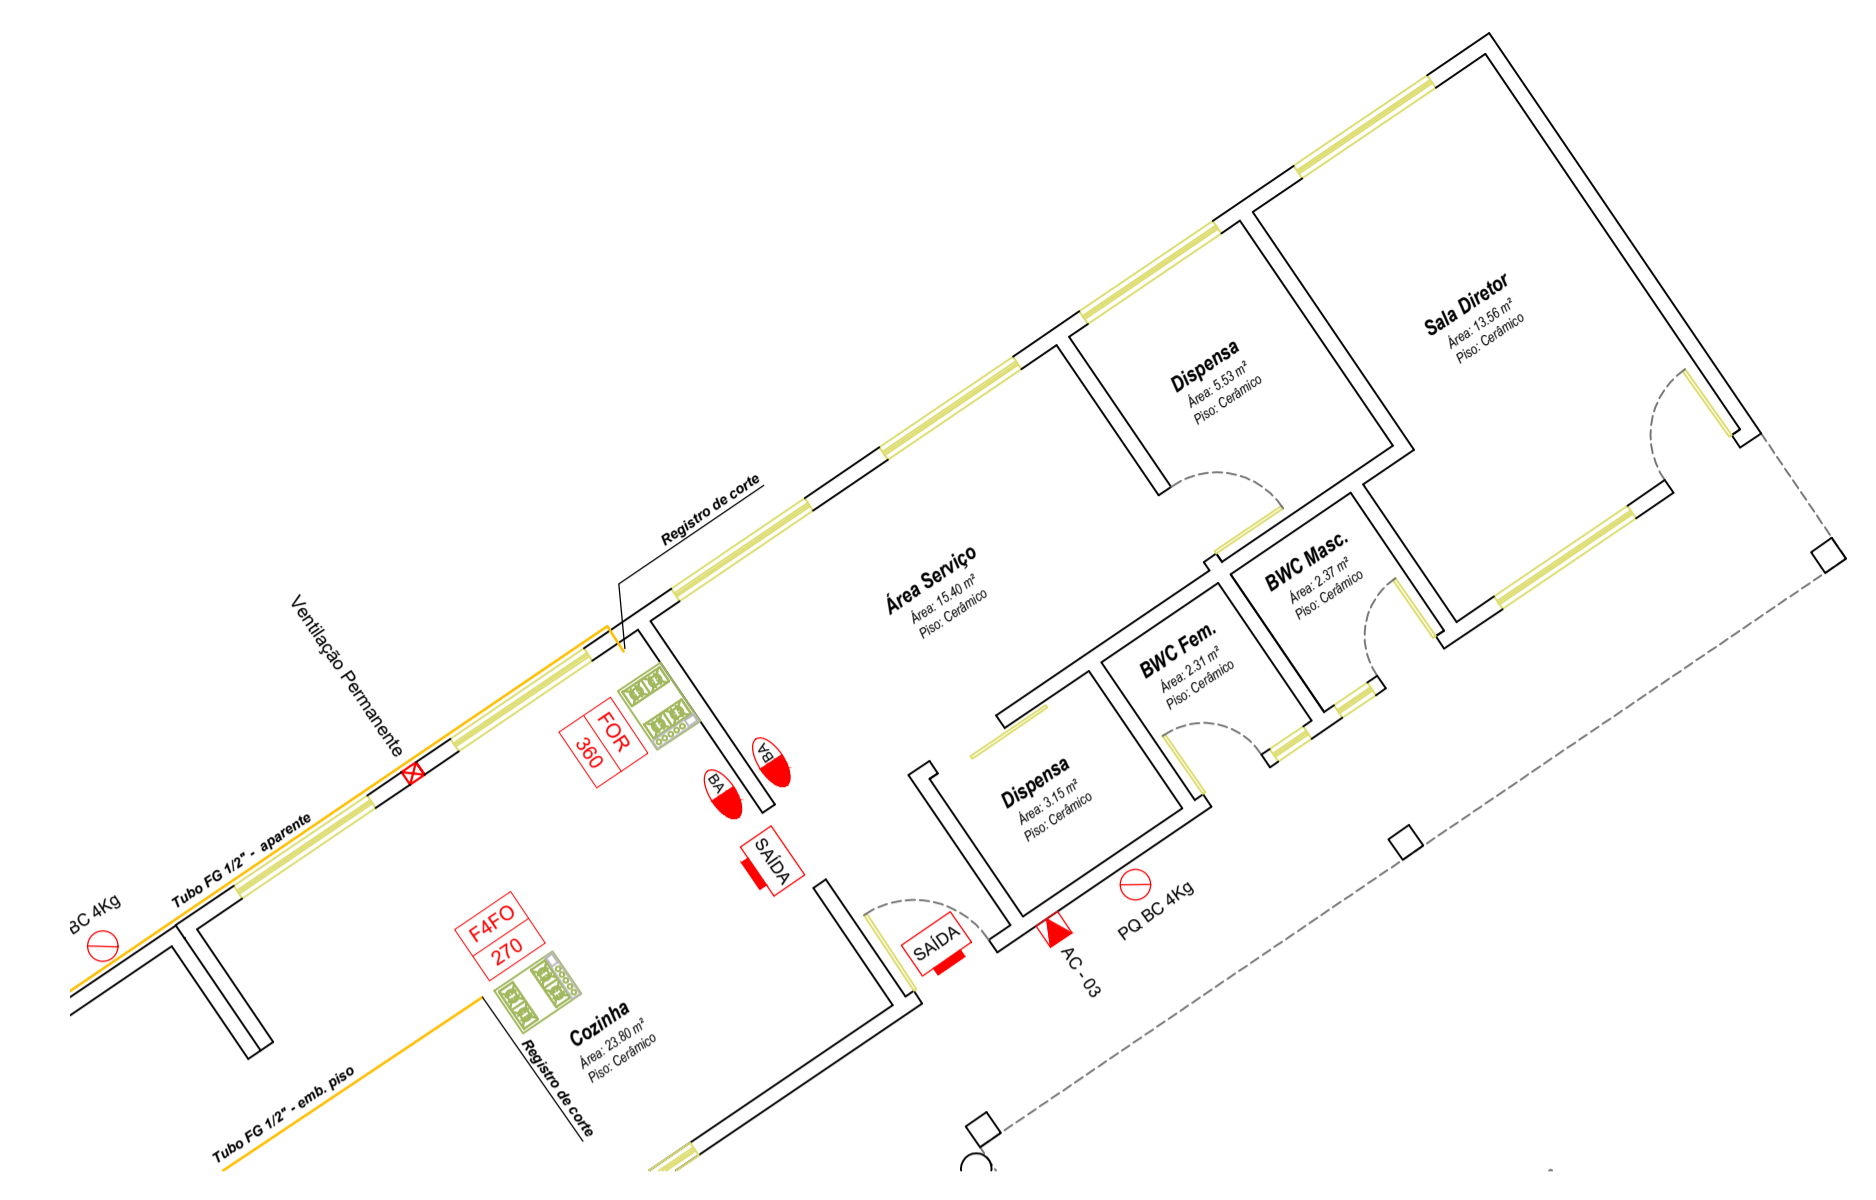 Sala Diretor
Área: 13.56 m²
Piso: Cerâmico
Dispensa
Área: 5.53 m²
Piso: Cerâmico
Registro de corte
Área Serviço
Área: 15.40 m²
Piso: Cerâmico
BWC Masc.
Área: 2.37 m²
Piso: Cerâmico
BWC Fem.
Área: 2.31 m²
Piso: Cerâmico
Ventilação Permanente
FOR
360
BA
BA
Dispensa
Área: 3.15 m²
Piso: Cerâmico
SAÍDA
Tubo FG 1/2" - aparente
BC 4Kg
PQ BC 4Kg
F4FO
270
SAÍDA
AC - 03
Cozinha
Área: 23.80 m²
Piso: Cerâmico
Registro de corte
Tubo FG 1/2" - emb. piso